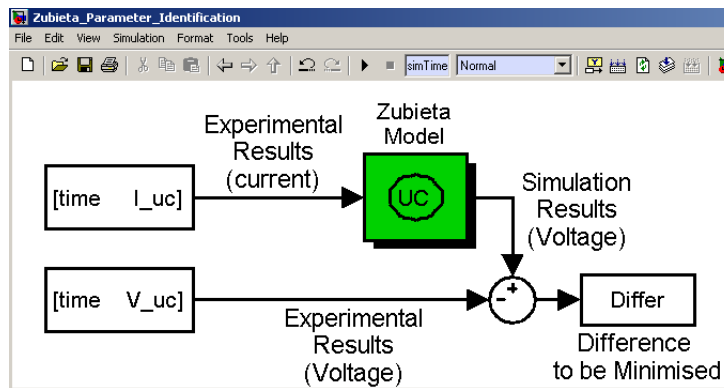 Zubieta_Parameter_Identification
File Edit View Simulation Format Tools Help
simTime Normal
Zubieta
Model
Experimental
Results
(current)
[time I_uc]
UC
Simulation
Results
(Voltage)
[time V_uc]
- +
Differ
Experimental
Results
(Voltage)
Difference
to be Minimised